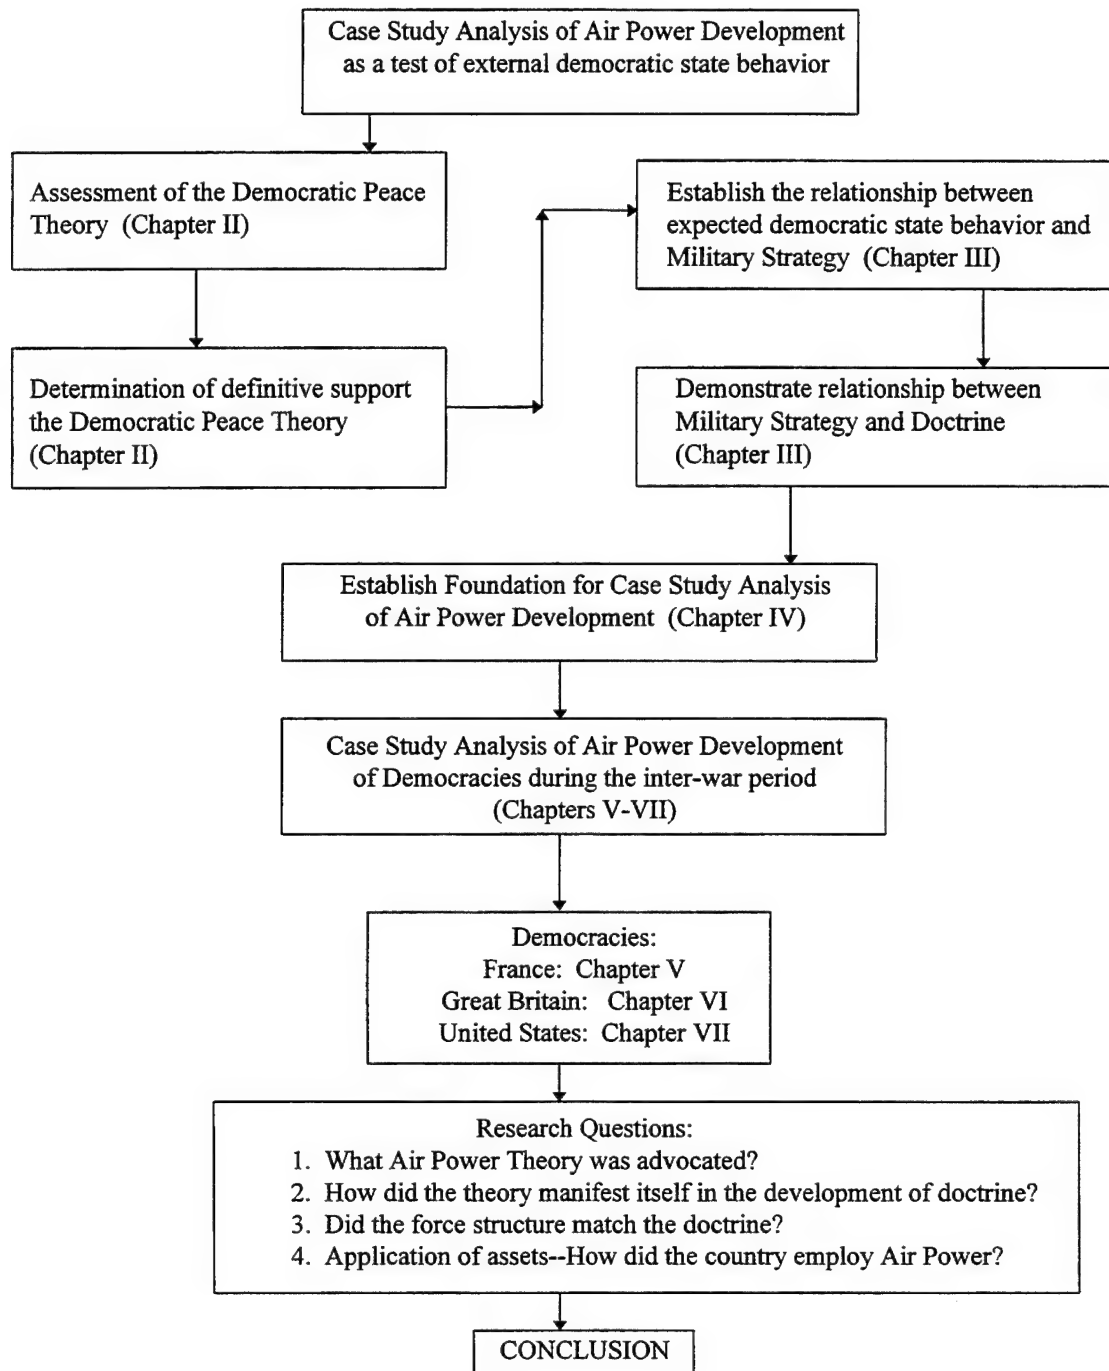 Case Study Analysis of Air Power Development
as a test of external democratic state behavior
Assessment of the Democratic Peace
Theory (Chapter II)
Determination of definitive support
the Democratic Peace Theory
(Chapter II)
Establish the relationship between
expected democratic state behavior and
Military Strategy (Chapter III)
Demonstrate relationship between
Military Strategy and Doctrine
(Chapter III)
Establish Foundation for Case Study Analysis
of Air Power Development (Chapter IV)
Case Study Analysis of Air Power Development
of Democracies during the inter-war period
(Chapters V-VII)
Democracies:
France: Chapter V
Great Britain: Chapter VI
United States: Chapter VII
Research Questions:
1. What Air Power Theory was advocated?
2. How did the theory manifest itself in the development of doctrine?
3. Did the force structure match the doctrine?
4. Application of assets--How did the country employ Air Power?
CONCLUSION